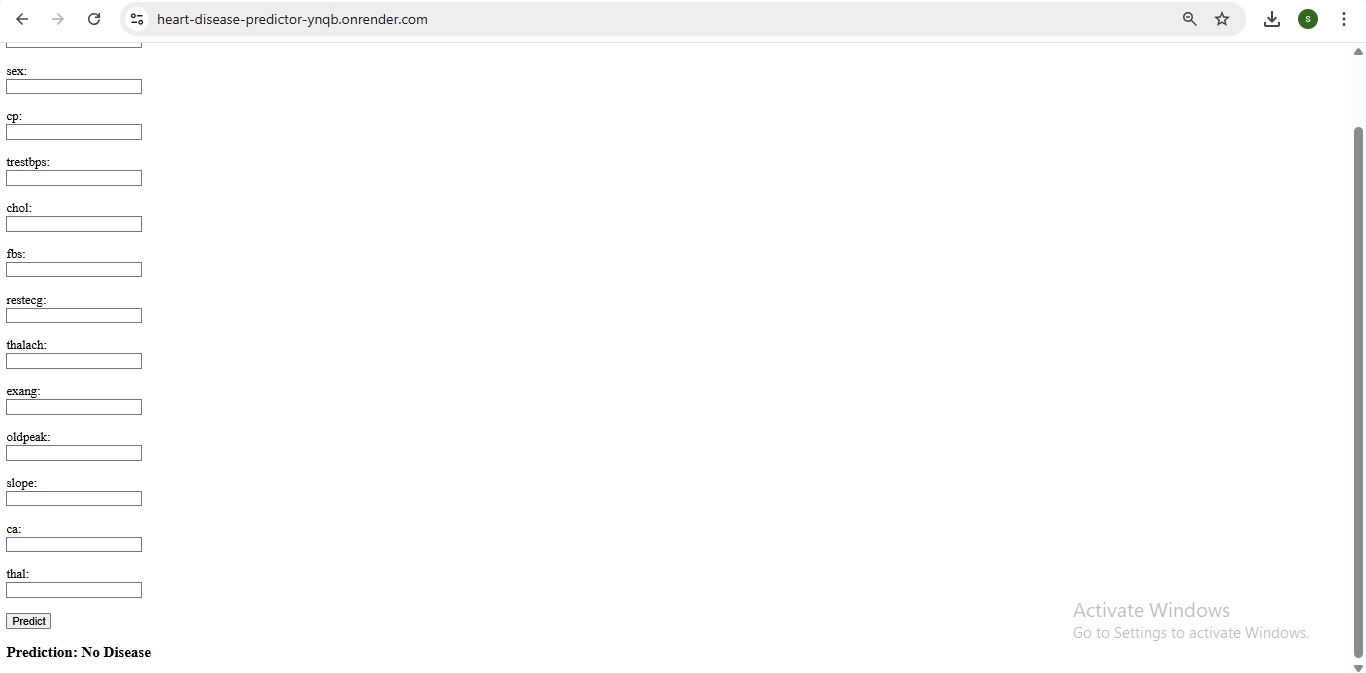 heart-disease-predictor-ynqb.onrender.com
s
sex:
cp:
trestbps:
chol:
fbs:
restecg:
thalach:
exang:
oldpeak:
slope:
ca:
thal:
Predict
Prediction: No Disease
Activate Windows
Go to Settings to activate Windows.